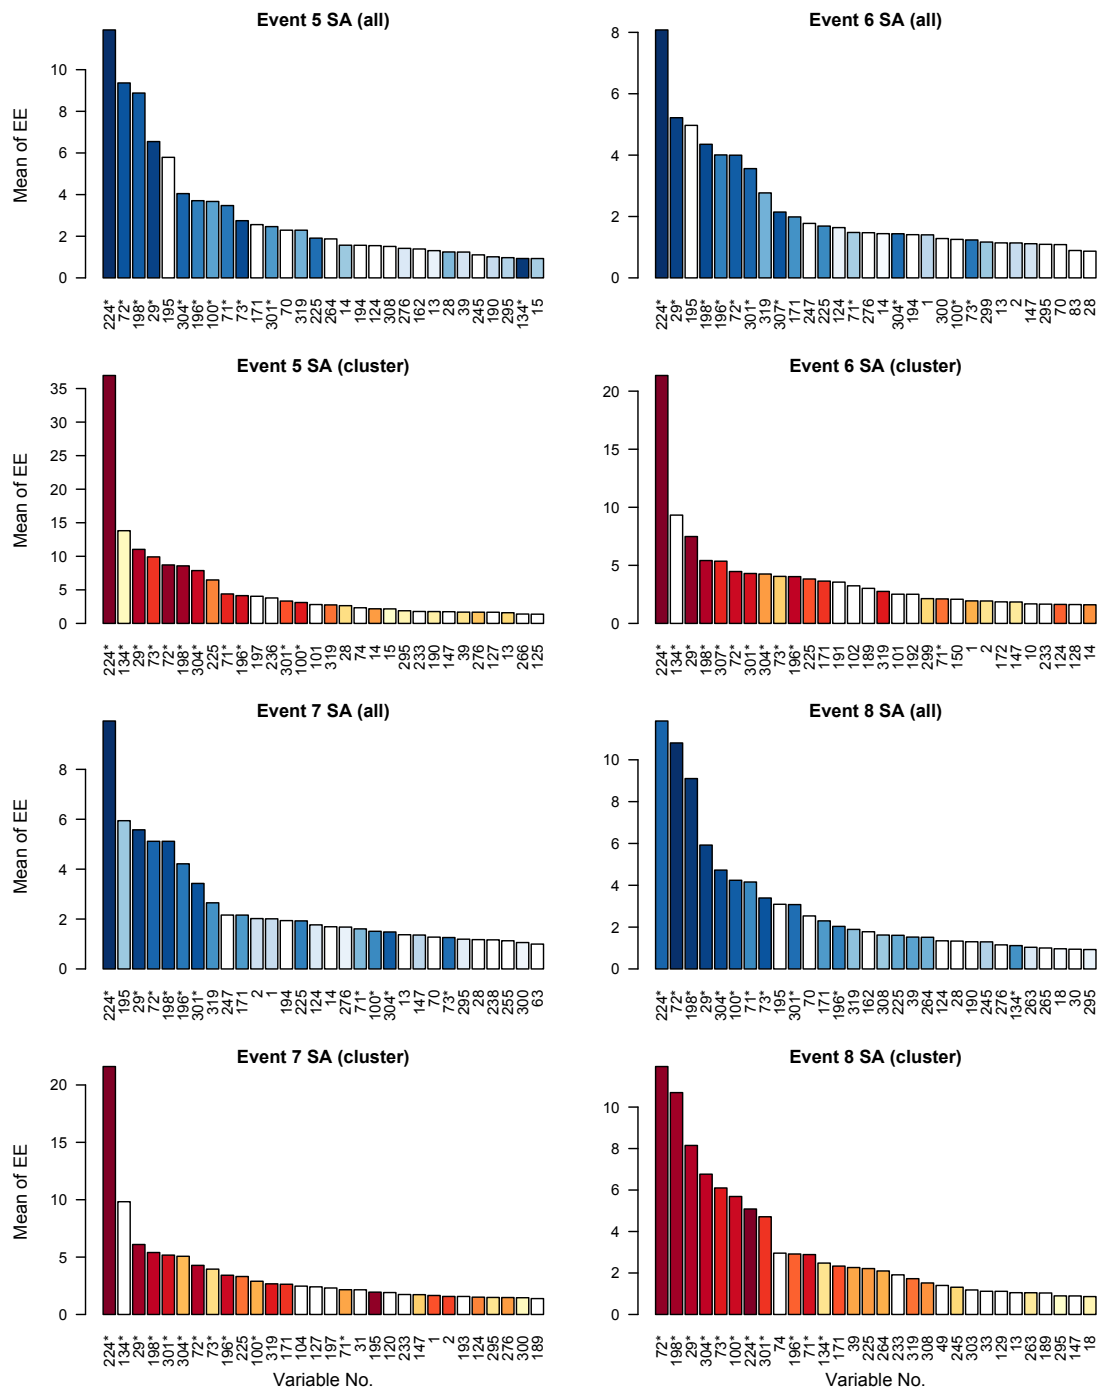 Event 5 SA (all)
Mean of EE
10
8
6
4
2
0
224* 72* 198* 29* 195 304* 196* 100* 71* 73* 171 301* 70 319 225 264 14 194 124 308 276 162 13 28 39 245 190 295 134* 15
Event 6 SA (all)
8
6
4
2
0
224* 29* 195 198* 196* 72* 301* 319 307* 171 247 225 124 71* 276 14 304* 194 1 300 100* 73* 299 13 2 147 295 70 83 28
Event 5 SA (cluster)
Mean of EE
35
30
25
20
15
10
5
0
224* 134* 29* 73* 72* 198* 304* 225 71* 196* 197 236 301* 100* 101 319 28 74 14 15 295 233 190 147 39 276 127 13 266 125
Event 6 SA (cluster)
20
15
10
5
0
224* 134* 29* 198* 307* 72* 301* 304* 73* 196* 225 171 191 102 189 319 101 192 299 71* 150 1 2 172 147 10 233 124 128 14
Event 7 SA (all)
Mean of EE
8
6
4
2
0
224* 195 29* 72* 198* 196* 301* 319 247 171 2 1 194 225 124 14 276 71* 100* 304* 13 147 70 73* 295 28 238 255 300 63
Event 8 SA (all)
10
8
6
4
2
0
224* 72* 198* 29* 304* 100* 71* 73* 195 301* 70 171 196* 319 162 308 225 39 264 124 28 190 245 276 134* 263 265 18 30 295
Event 7 SA (cluster)
Mean of EE
20
15
10
5
0
224* 134* 29* 198* 301* 304* 72* 73* 196* 225 100* 319 171 104 127 197 71* 31 195 120 233 147 1 2 193 124 295 276 300 189
Variable No.
Event 8 SA (cluster)
10
8
6
4
2
0
72* 198* 29* 304* 73* 100* 224* 301* 74 196* 71* 134* 171 39 225 264 233 319 308 49 245 303 33 129 13 263 189 295 147 18
Variable No.